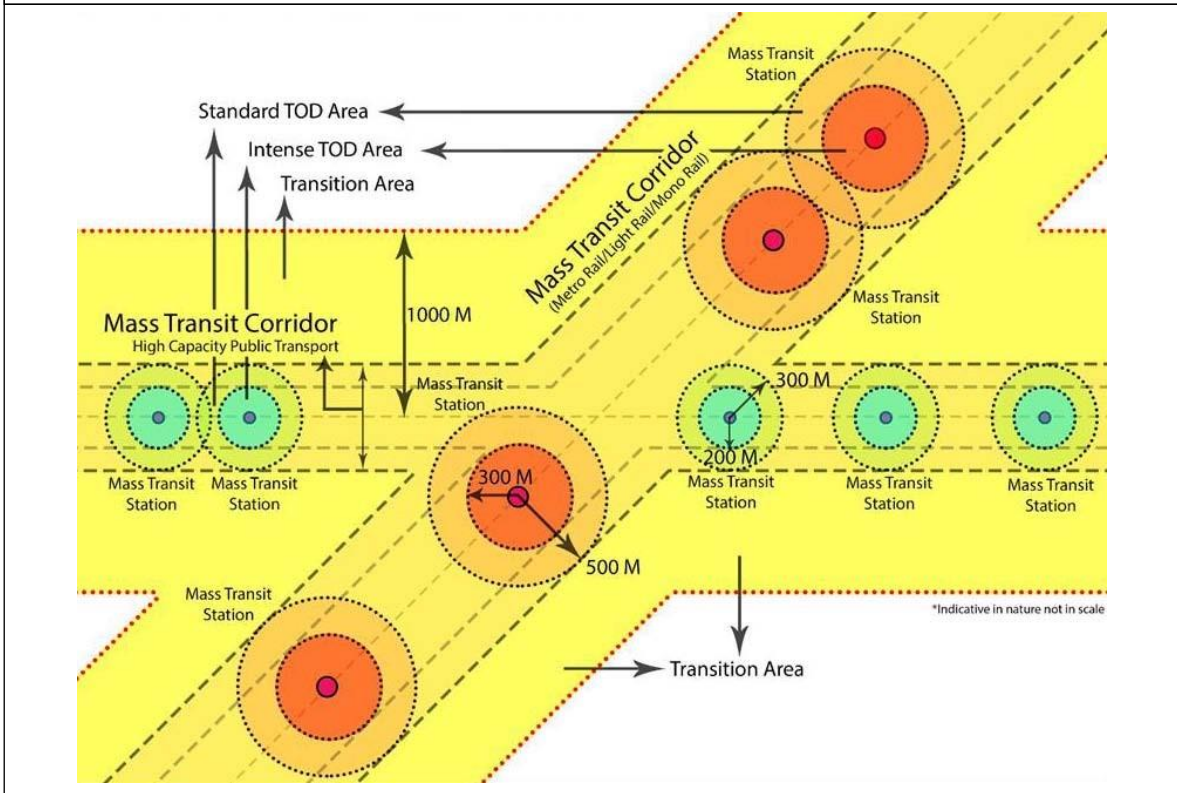 Mass Transit
Station
Standard TOD Area
Intense TOD Area
Transition Area
Mass Transit Corridor
(Metro Rail/Light Rail/Mono Rail)
Mass Transit
Station
1000 M
Mass Transit Corridor
High Capacity Public Transport
Mass Transit
Station
300 M
200 M
Mass Transit
Station
Mass Transit
Station
Mass Transit
Station
Mass Transit
Station
Mass Transit
Station
300 M
500 M
Mass Transit
Station
*Indicative in nature not in scale
Transition Area